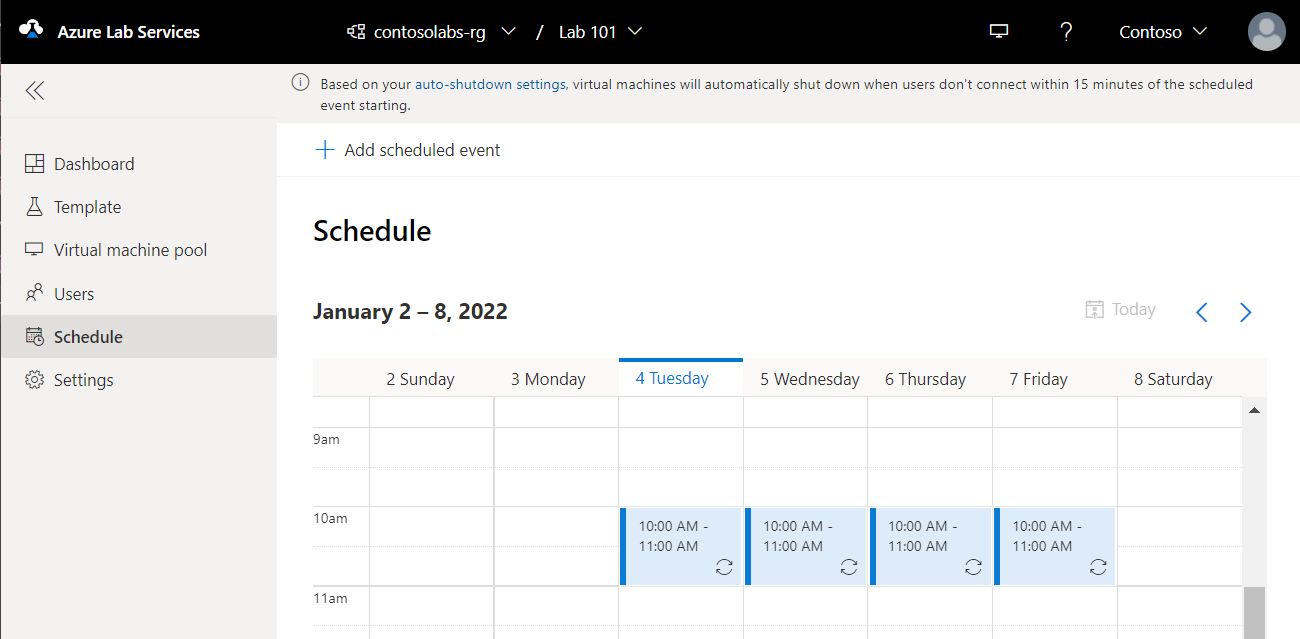 Azure Lab Services
contosolabs-rg / Lab 101
?
Contoso
Based on your auto-shutdown settings, virtual machines will automatically shut down when users don't connect within 15 minutes of the scheduled
event starting.
Add scheduled event
Dashboard
Template
Virtual machine pool
Users
Schedule
Settings
Schedule
January 2 – 8, 2022
Today
2 Sunday 3 Monday 4 Tuesday 5 Wednesday 6 Thursday 7 Friday 8 Saturday
9am
10am
10:00 AM -
11:00 AM
10:00 AM -
11:00 AM
10:00 AM -
11:00 AM
10:00 AM -
11:00 AM
11am